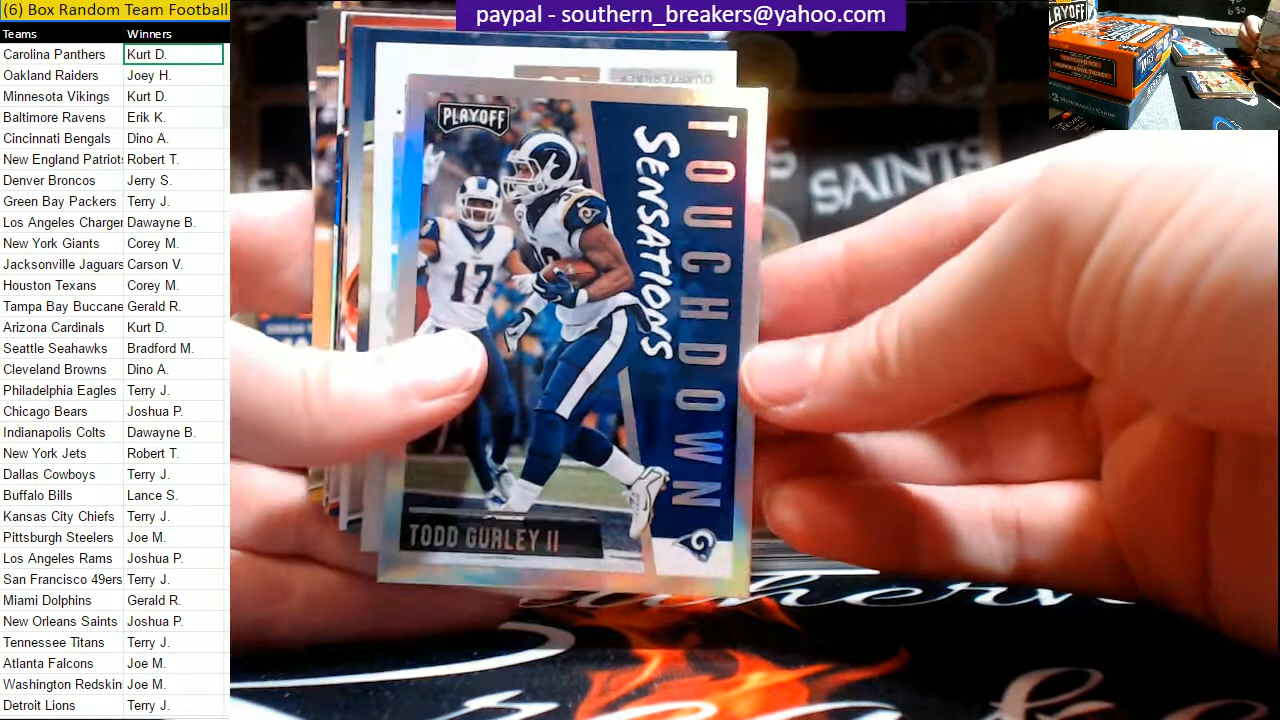 (6) Box Random Team Football
paypal - southern_breakers@yahoo.com
Teams Winners
Carolina Panthers Kurt D.
Oakland Raiders Joey H.
Minnesota Vikings Kurt D.
Baltimore Ravens Erik K.
Cincinnati Bengals Dino A.
New England Patriots Robert T.
Dever Broncos Jerry S.
Green Bay Packers Terry J.
Los Angeles Charger Dawayne B.
New York Giants Corey M.
Jacksonville Jaguars Carson V.
Houston Texans Corey M.
Tampa Bay Buccane Gerald R.
Arizona Cardinals Kurt D.
Seattle Seahawks Bradford M.
Cleveland Browns Dino A.
Philadelphia Eagles Terry J.
Chicago Bears Joshua P.
Indianapolis Colts Dawayne B.
New York Jets Robert T.
Dallas Cowboys Terry J.
Buffalo Bills Lance S.
Kansas City Chiefs Terry J.
Pittsburgh Steelers Joe M.
Los Angeles Rams Joshua P.
San Francisco 49ers Terry J.
Miami Dolphins Gerald R.
New Orleans Saints Joshua P.
Tennessee Titans Terry J.
Atlanta Falcons Joe M.
Washington Redskin Joe M.
Detroit Lions Terry J.
PLAYOFF
TOUCHDOWN
SENSATIONS
17
TODD GURLEY II
QUARTERBACK
SAINTS
PLAYOFF